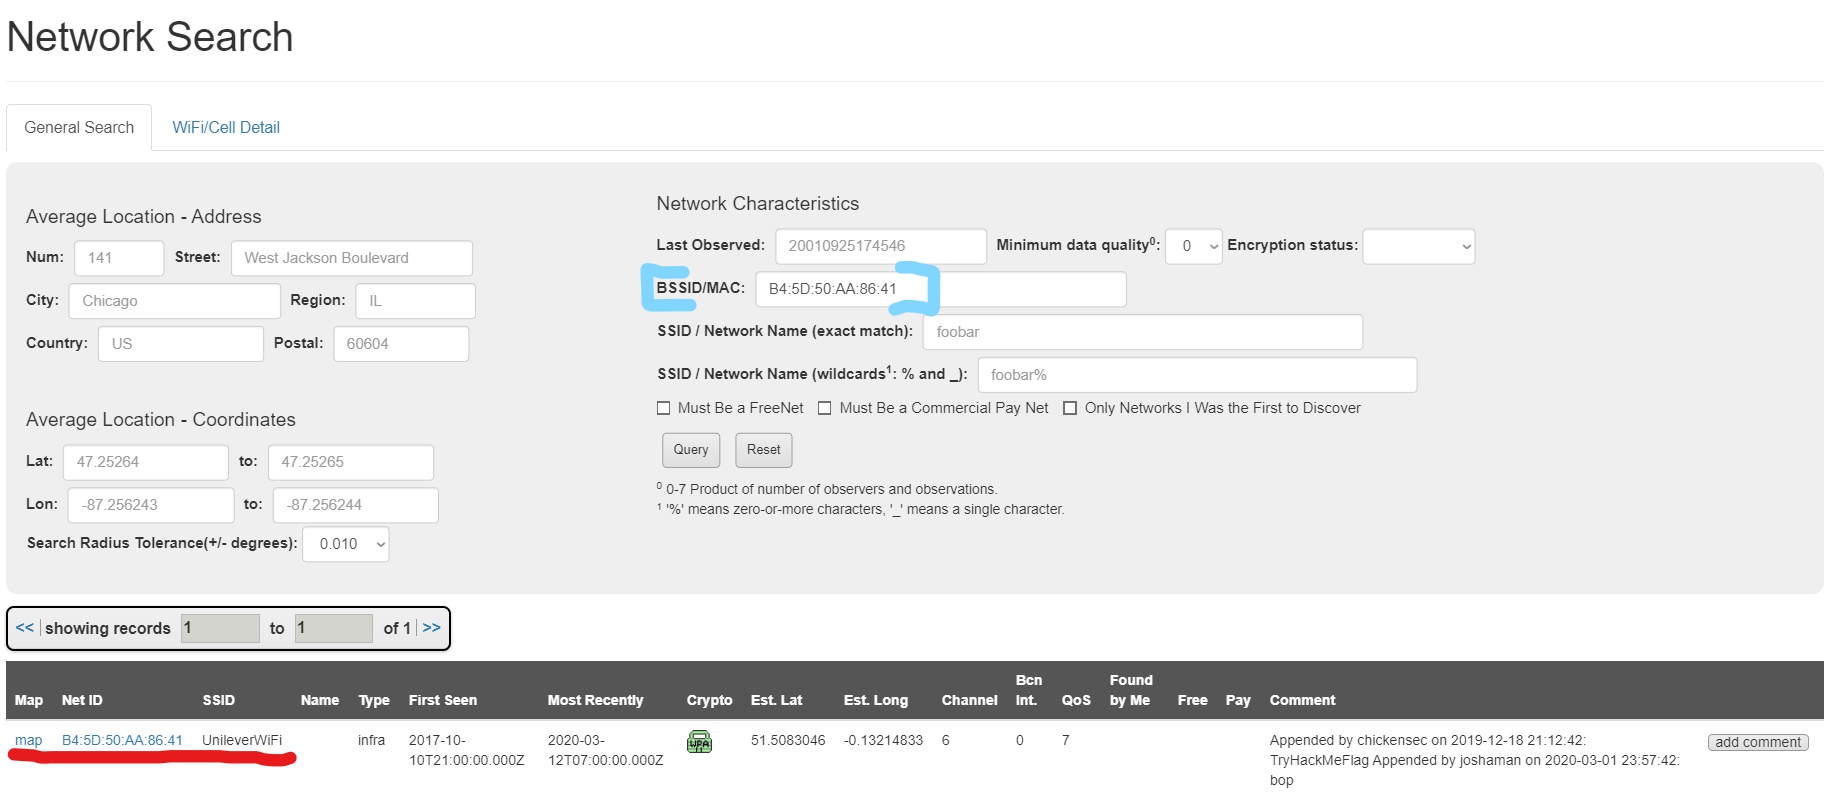 Network Search
General Search WiFi/Cell Detail
Average Location - Address
Num: 141 Street: West Jackson Boulevard
City: Chicago Region: IL
Country: US Postal: 60604
Average Location - Coordinates
Lat: 47.25264 to: 47.25265
Lon: -87.256243 to: -87.256244
Search Radius Tolerance(+/- degrees): 0.010
Network Characteristics
Last Observed: 20010925174546 Minimum data quality⁰: 0 Encryption status:
BSSID/MAC: B4:5D:50:AA:86:41
SSID / Network Name (exact match): foobar
SSID / Network Name (wildcards¹: % and _): foobar%
Must Be a FreeNet Must Be a Commercial Pay Net Only Networks I Was the First to Discover
Query Reset
⁰ 0-7 Product of number of observers and observations.
¹ '%' means zero-or-more characters, '_' means a single character.
<< showing records 1 to 1 of 1 >>
Map Net ID SSID Name Type First Seen Most Recently Crypto Est. Lat Est. Long Channel Bcn Int. QoS Found by Me Free Pay Comment
map B4:5D:50:AA:86:41 UnileverWiFi infra 2017-10- 2020-03- WPA 51.5083046 -0.13214833 6 0 7 Appended by chickensec on 2019-12-18 21:12:42: add comment
10T21:00:00.000Z 12T07:00:00.000Z TryHackMeFlag Appended by joshaman on 2020-03-01 23:57:42:
bop